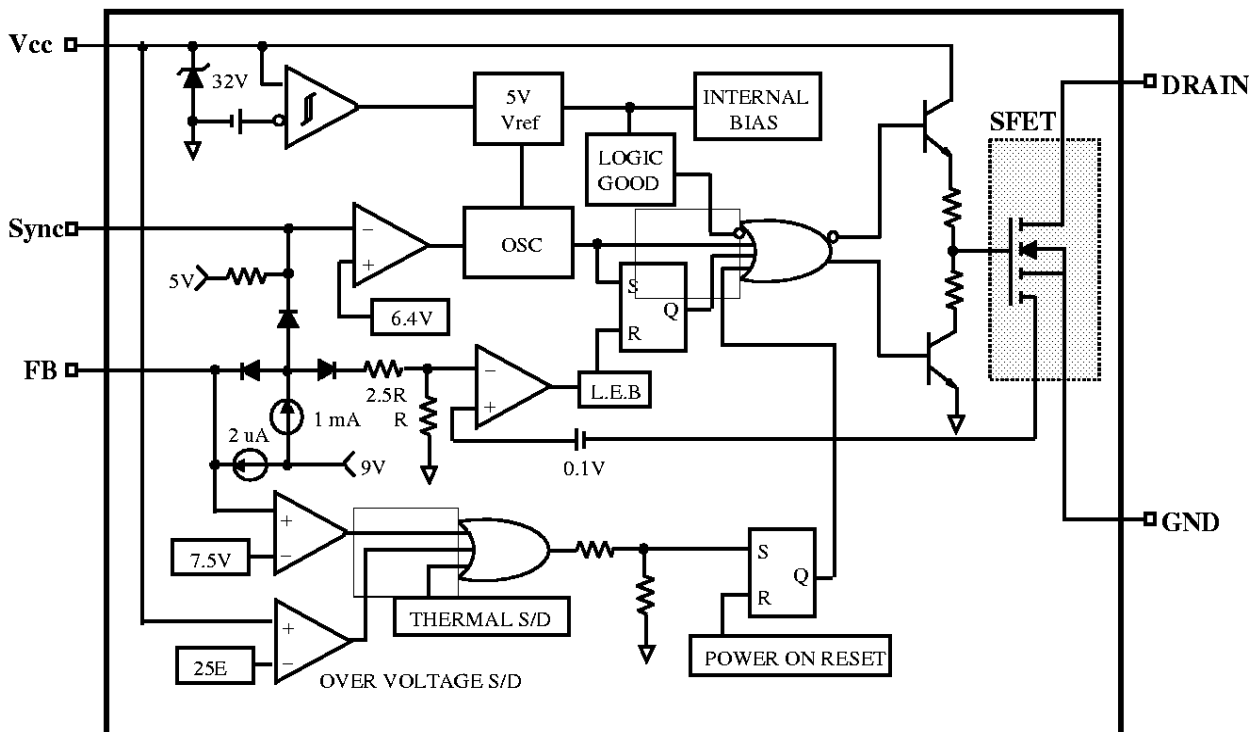 Vcc
32V
5V
Vref
INTERNAL
BIAS
DRAIN
SFET
LOGIC
GOOD
Sync
−
+
OSC
5V
6.4V
S
Q
R
FB
2.5R
R
−
+
L.E.B
1 mA
2 uA
9V
0.1V
+
−
7.5V
GND
S
Q
R
THERMAL S/D
+
−
25E
POWER ON RESET
OVER VOLTAGE S/D